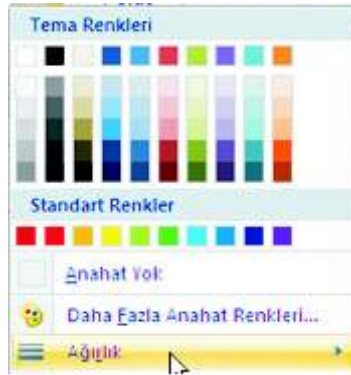 Tema Renkleri
Standart Renkler
Anahat Yok
Daha Fazla Anahat Renkleri...
Ağırlık